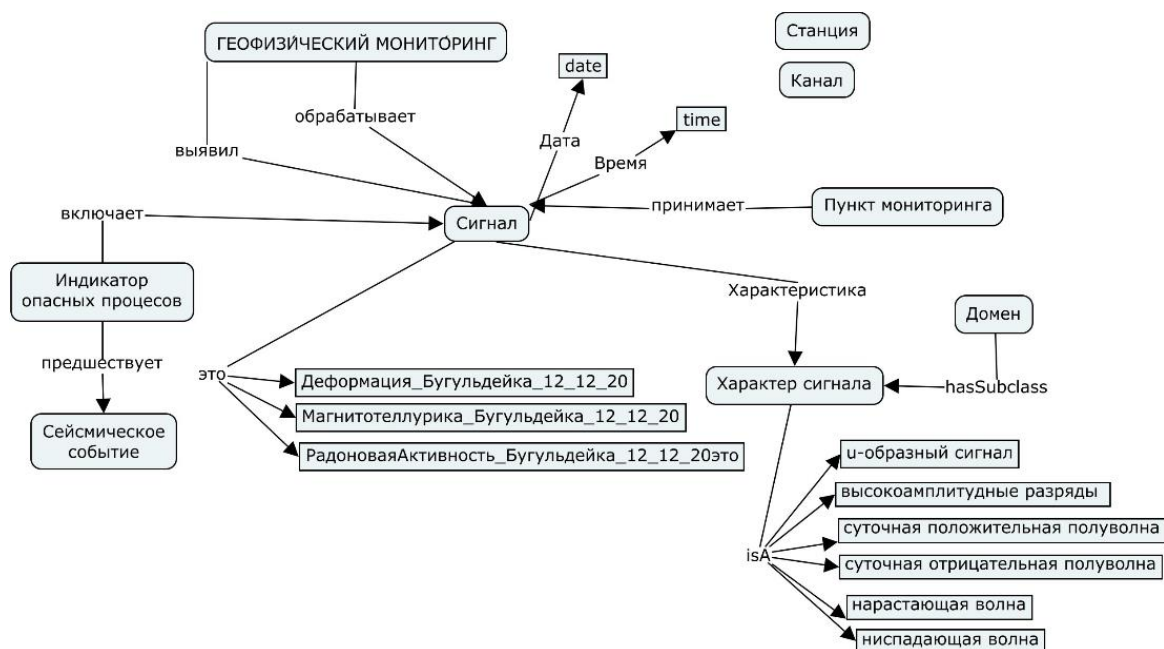 ГЕОФИЗИЧЕСКИЙ МОНИТОРИНГ
Станция
date
Канал
обрабатывает
time
Дата
выявил
Время
включает
принимает
Пункт мониторинга
Сигнал
Индикатор
опасных процесов
Характеристика
Домен
предшествует
это
Деформация_Бугульдейка_12_12_20
Характер сигнала
hasSubclass
Магнитотеллурика_Бугульдейка_12_12_20
Сейсмическое
событие
РадоноваяАктивность_Бугульдейка_12_12_20это
u-образный сигнал
высокоамплитудные разряды
суточная положительная полуволна
isA
суточная отрицательная полуволна
нарастающая волна
ниспадающая волна